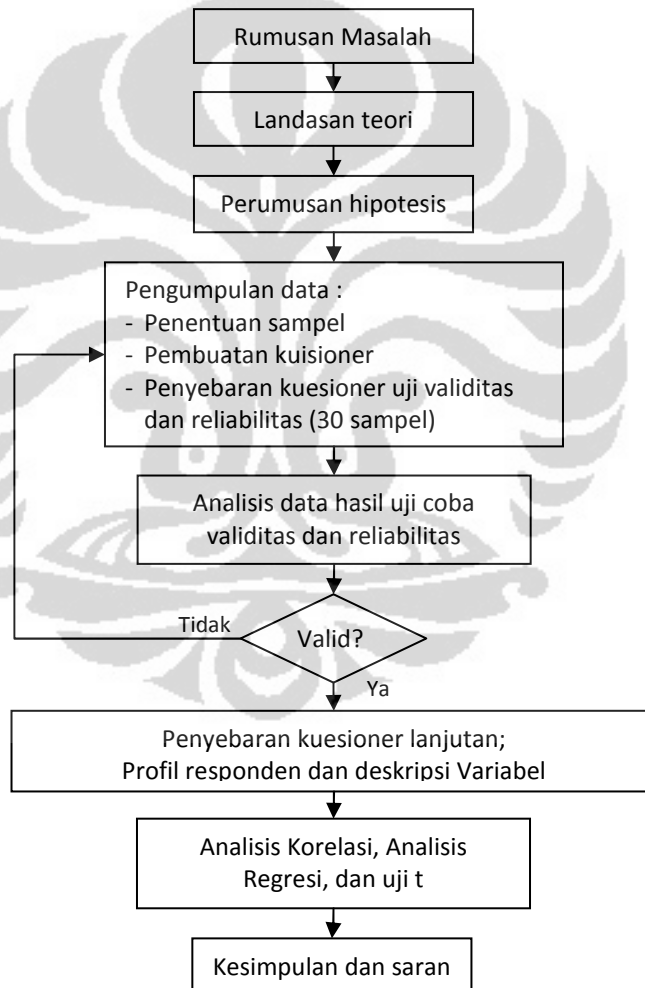 Rumusan Masalah
Landasan teori
Perumusan hipotesis
Pengumpulan data :
- Penentuan sampel
- Pembuatan kuisioner
- Penyebaran kuesioner uji validitas
dan reliabilitas (30 sampel)
Analisis data hasil uji coba
validitas dan reliabilitas
Tidak
Valid?
Ya
Penyebaran kuesioner lanjutan;
Profil responden dan deskripsi Variabel
Analisis Korelasi, Analisis
Regresi, dan uji t
Kesimpulan dan saran